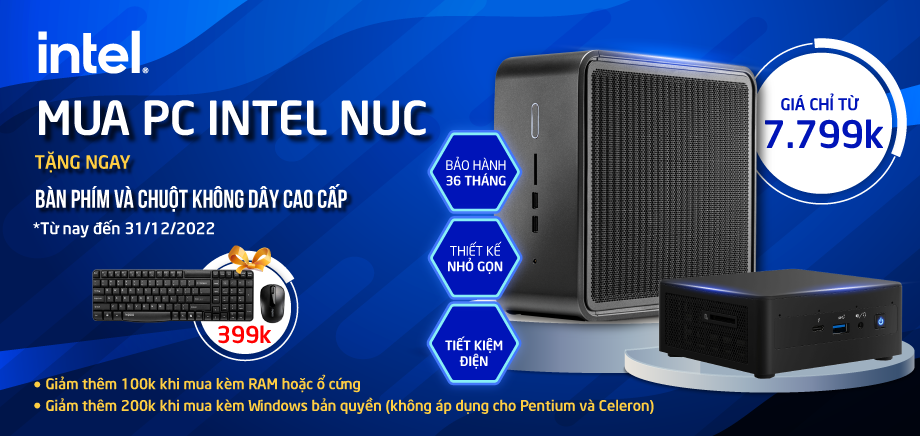 intel
MUA PC INTEL NUC
TẶNG NGAY
BÀN PHÍM VÀ CHUỘT KHÔNG DÂY CAO CẤP
*Từ nay đến 31/12/2022
399k
• Giảm thêm 100k khi mua kèm RAM hoặc ổ cứng
• Giảm thêm 200k khi mua kèm Windows bản quyền (không áp dụng cho Pentium và Celeron)
BẢO HÀNH
36 THÁNG
THIẾT KẾ
NHỎ GỌN
TIẾT KIỆM
ĐIỆN
GIÁ CHỈ TỪ
7.799k